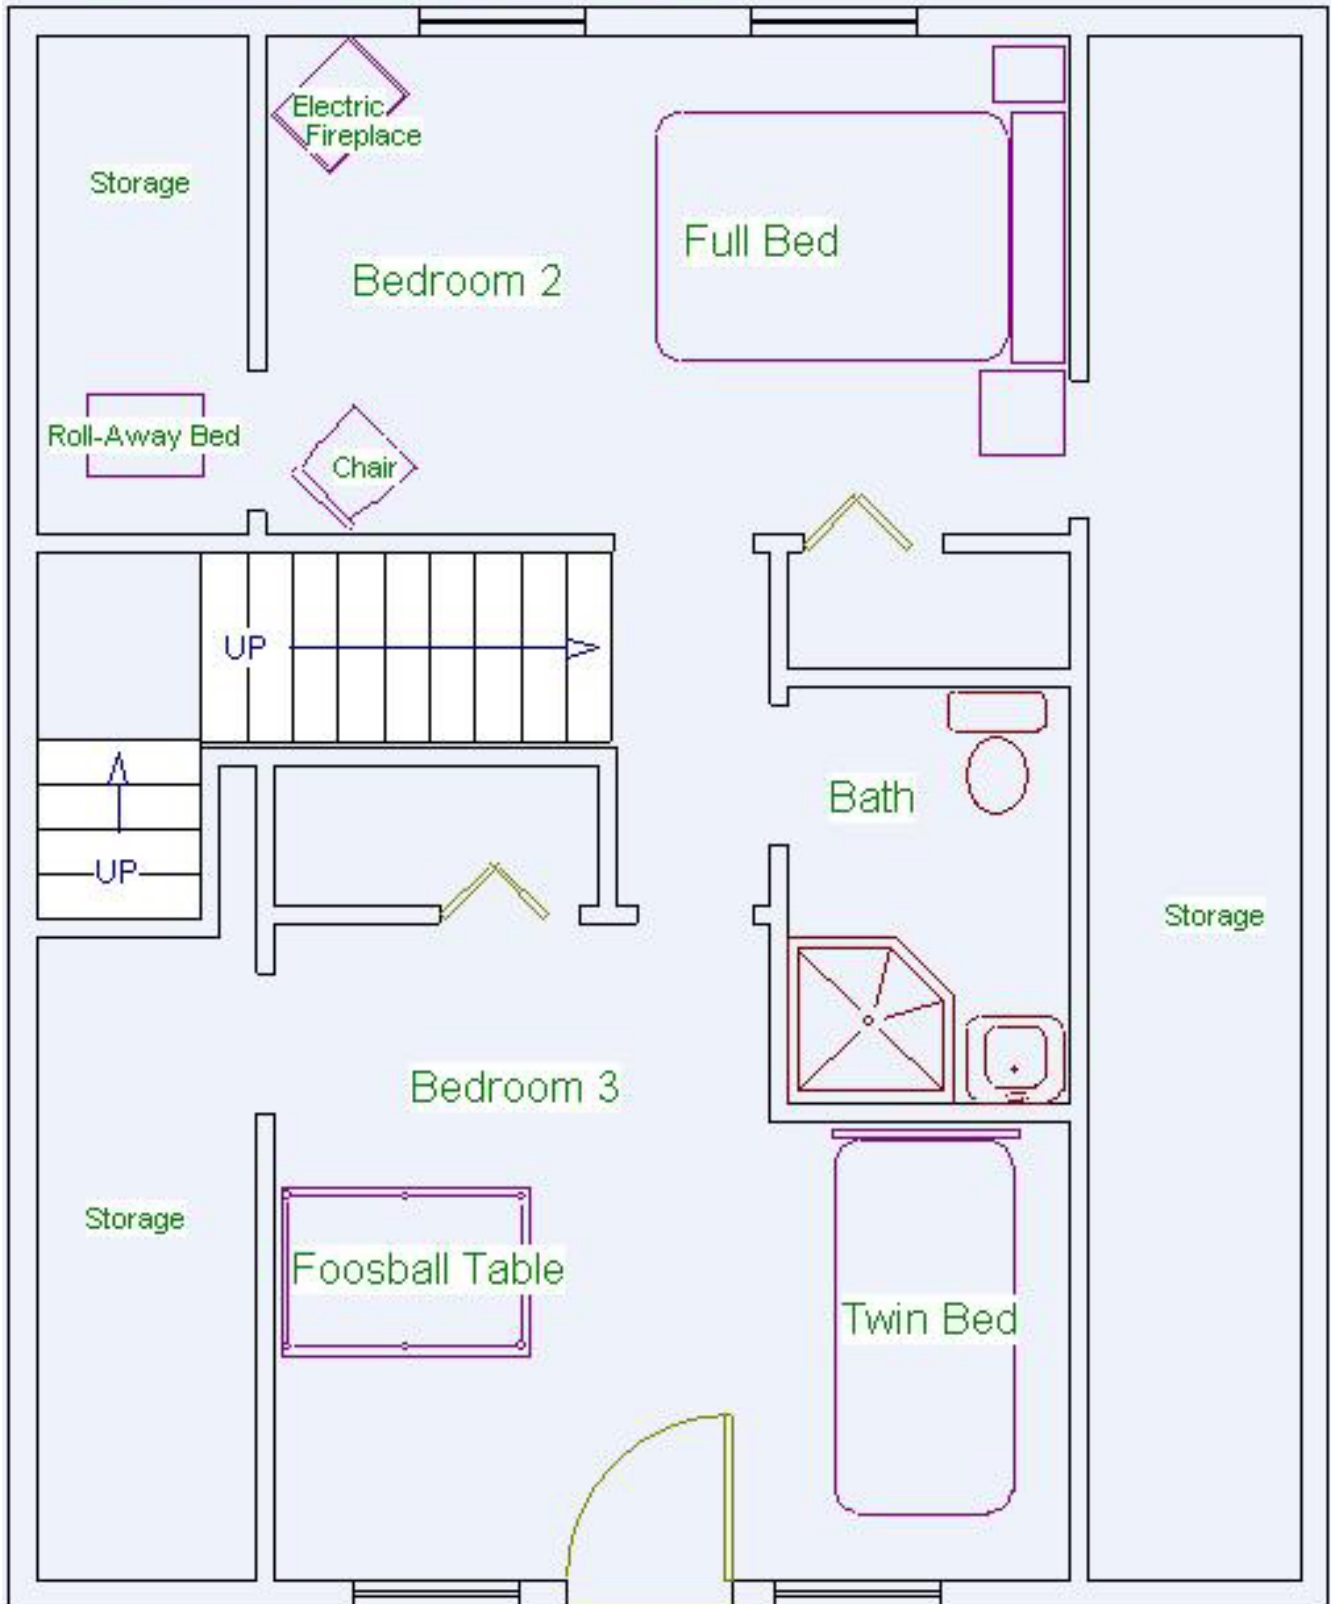 Electric
Fireplace
Storage
Full Bed
Bedroom 2
Roll-Away Bed
Chair
UP
Bath
UP
Storage
Bedroom 3
Storage
Foosball Table
Twin Bed